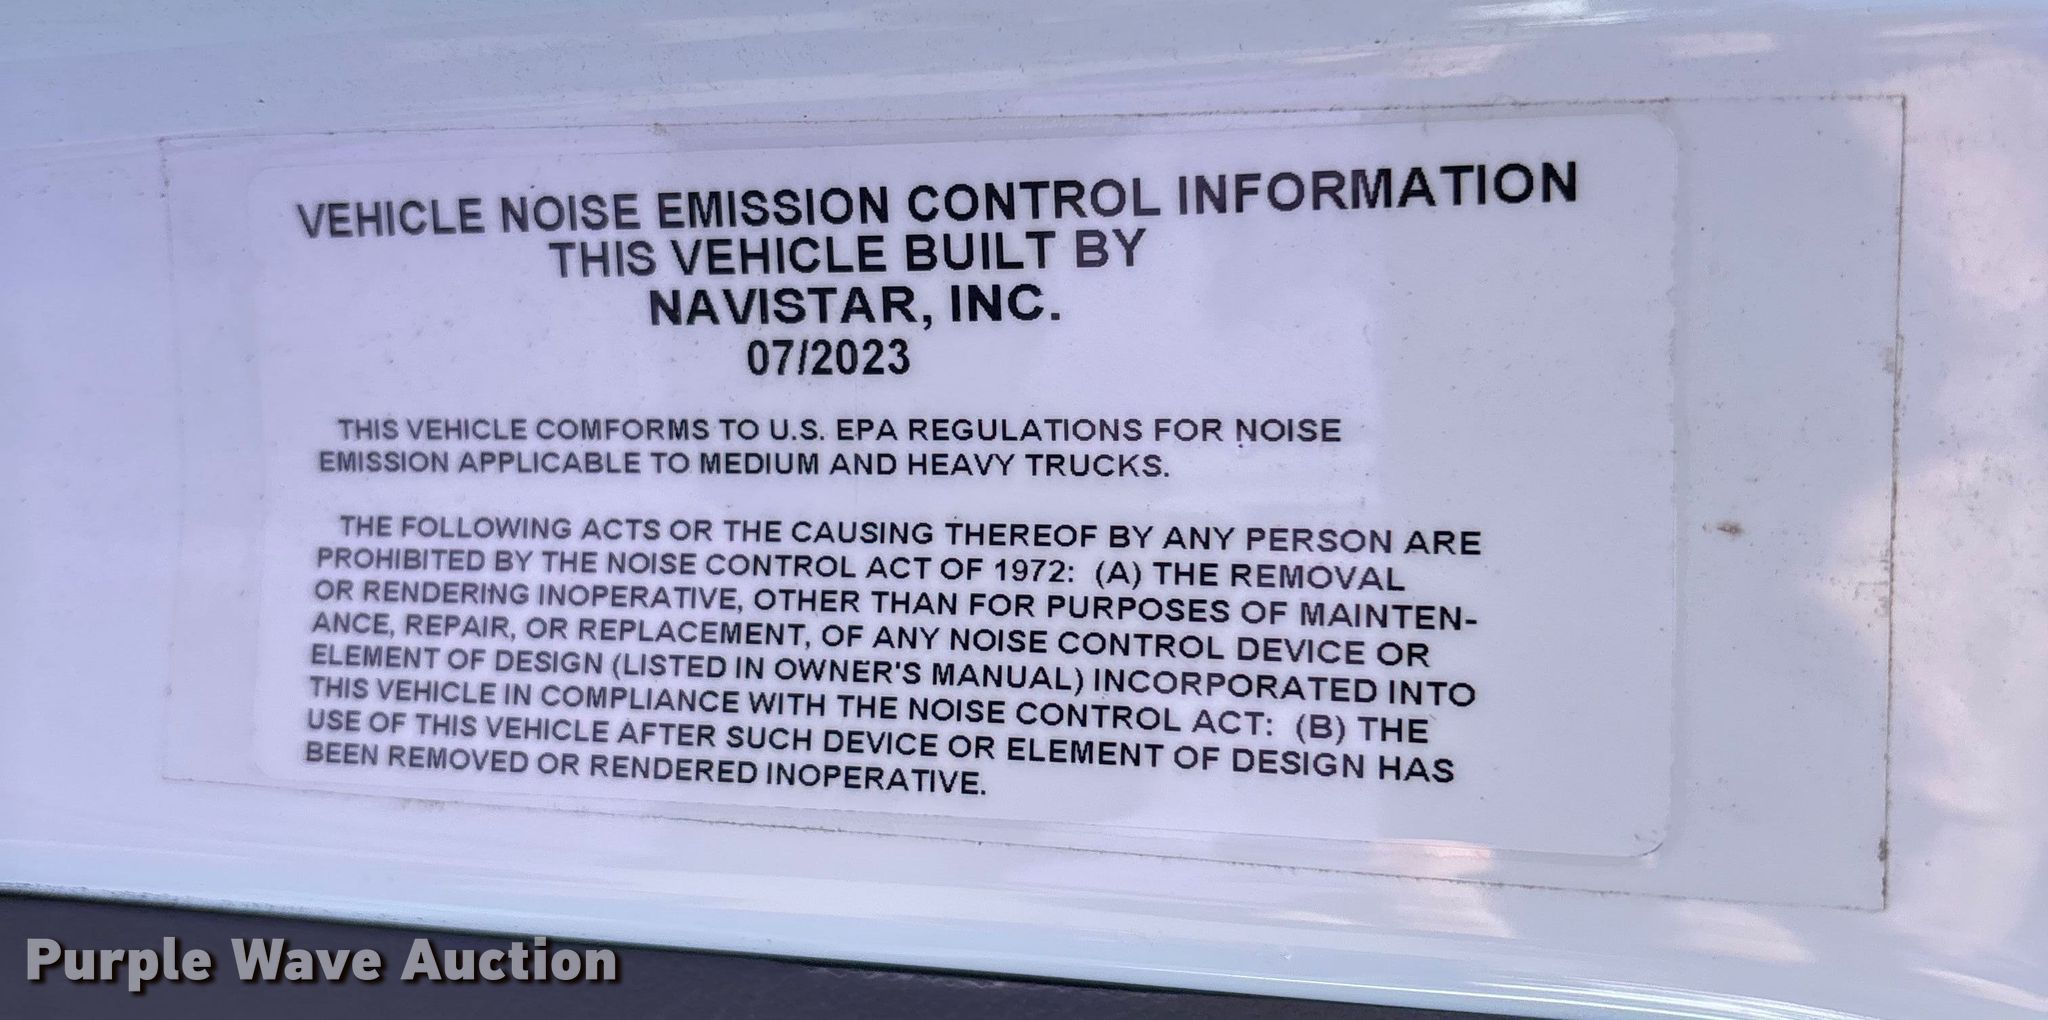 VEHICLE NOISE EMISSION CONTROL INFORMATION
THIS VEHICLE BUILT BY
NAVISTAR, INC.
07/2023
THIS VEHICLE COMFORMS TO U.S. EPA REGULATIONS FOR NOISE
EMISSION APPLICABLE TO MEDIUM AND HEAVY TRUCKS.
THE FOLLOWING ACTS OR THE CAUSING THEREOF BY ANY PERSON ARE
PROHIBITED BY THE NOISE CONTROL ACT OF 1972: (A) THE REMOVAL
OR RENDERING INOPERATIVE, OTHER THAN FOR PURPOSES OF MAINTEN-
ANCE, REPAIR, OR REPLACEMENT, OF ANY NOISE CONTROL DEVICE OR
ELEMENT OF DESIGN (LISTED IN OWNER'S MANUAL) INCORPORATED INTO
THIS VEHICLE IN COMPLIANCE WITH THE NOISE CONTROL ACT: (B) THE
USE OF THIS VEHICLE AFTER SUCH DEVICE OR ELEMENT OF DESIGN HAS
BEEN REMOVED OR RENDERED INOPERATIVE.
Purple Wave Auction